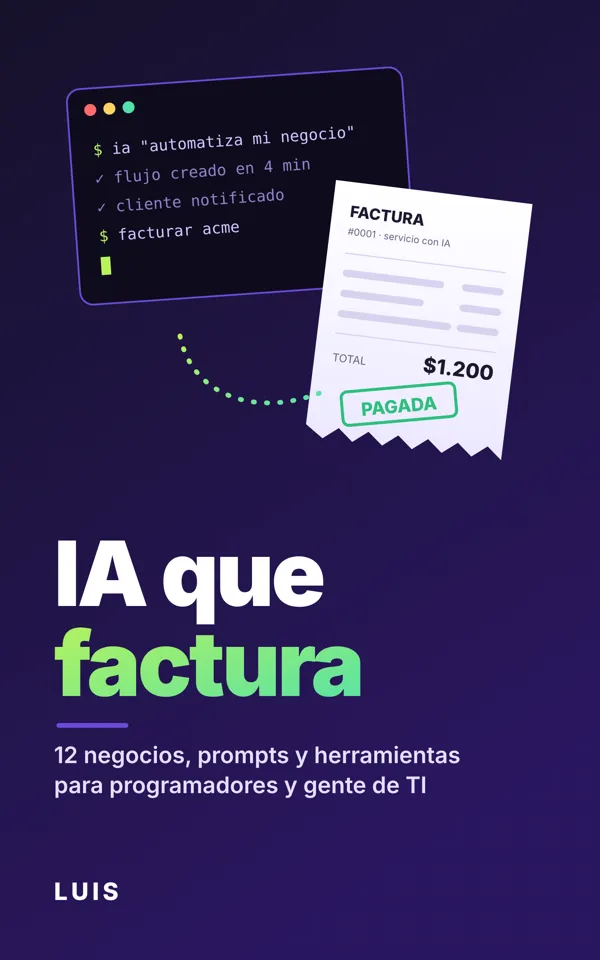 $ ia "automatiza mi negocio"
✓ flujo creado en 4 min
✓ cliente notificado
$ facturar acme
FACTURA
#0001 · servicio con IA
TOTAL
$1.200
PAGADA
IA que
factura
12 negocios, prompts y herramientas
para programadores y gente de TI
LUIS